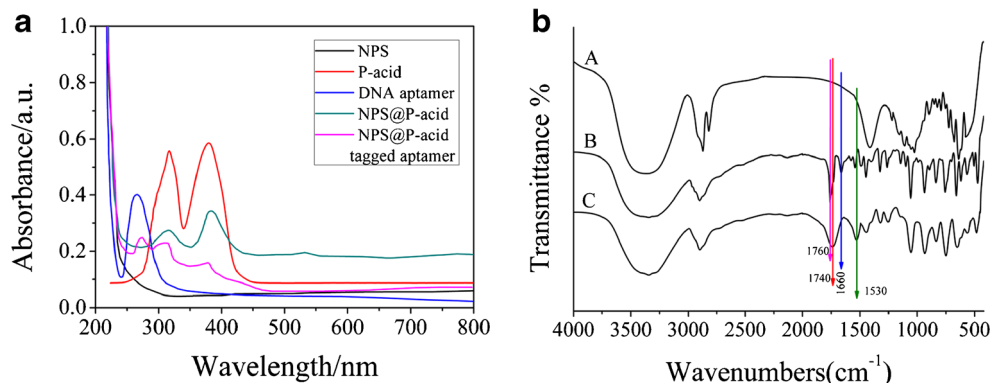 a
Absorbance/a.u.
1.0
0.8
0.6
0.4
0.2
0.0
200 300 400 500 600 700 800
Wavelength/nm
NPS
P-acid
DNA aptamer
NPS@P-acid
NPS@P-acid
tagged aptamer
b
Transmittance %
A
B
C
1760
1740
1660
1530
4000 3500 3000 2500 2000 1500 1000 500
Wavenumbers(cm⁻¹)